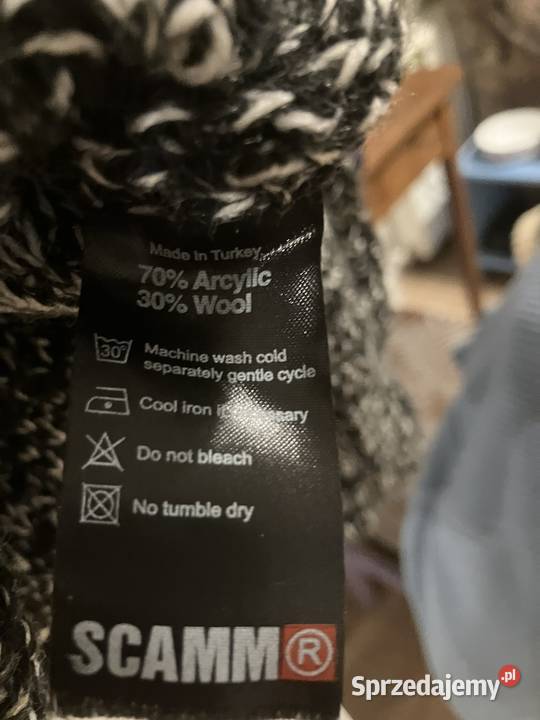 Made In Turkey
70% Arcylic
30% Wool
30°
Machine wash cold
separately gentle cycle
Cool iron
Do not bleach
No tumble dry
SCAMM®
Sprzedajemy.pl